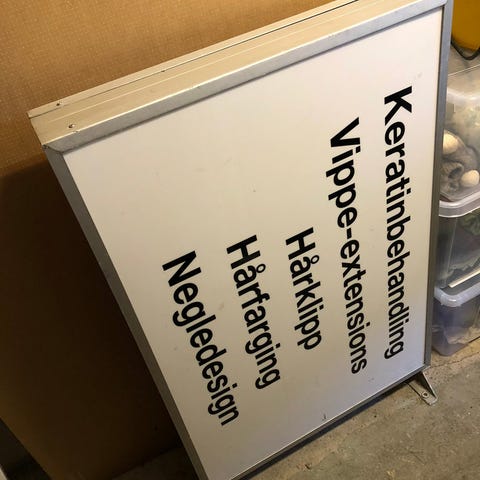 Keratinbehandling
Vippe-extensions
Hårklipp
Hårfarging
Negledesign